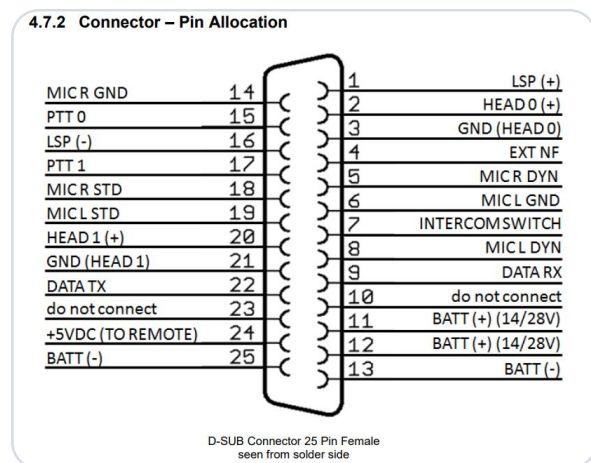 4.7.2 Connector – Pin Allocation
MIC R GND 14
PTT 0 15
LSP (-) 16
PTT 1 17
MIC R STD 18
MIC L STD 19
HEAD 1 (+) 20
GND (HEAD 1) 21
DATA TX 22
do not connect 23
+5VDC (TO REMOTE) 24
BATT (-) 25
1 LSP (+)
2 HEAD 0 (+)
3 GND (HEAD 0)
4 EXT NF
5 MIC R DYN
6 MIC L GND
7 INTERCOM SWITCH
8 MIC L DYN
9 DATA RX
10 do not connect
11 BATT (+) (14/28V)
12 BATT (+) (14/28V)
13 BATT (-)
D-SUB Connector 25 Pin Female
seen from solder side